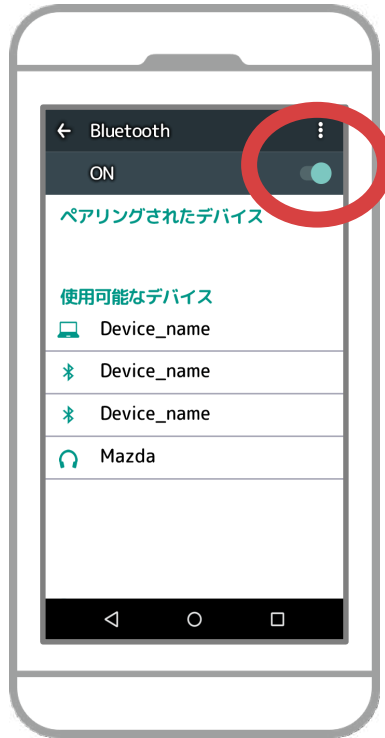 Bluetooth
ON
ペアリングされたデバイス
使用可能なデバイス
Device_name
Device_name
Device_name
Mazda